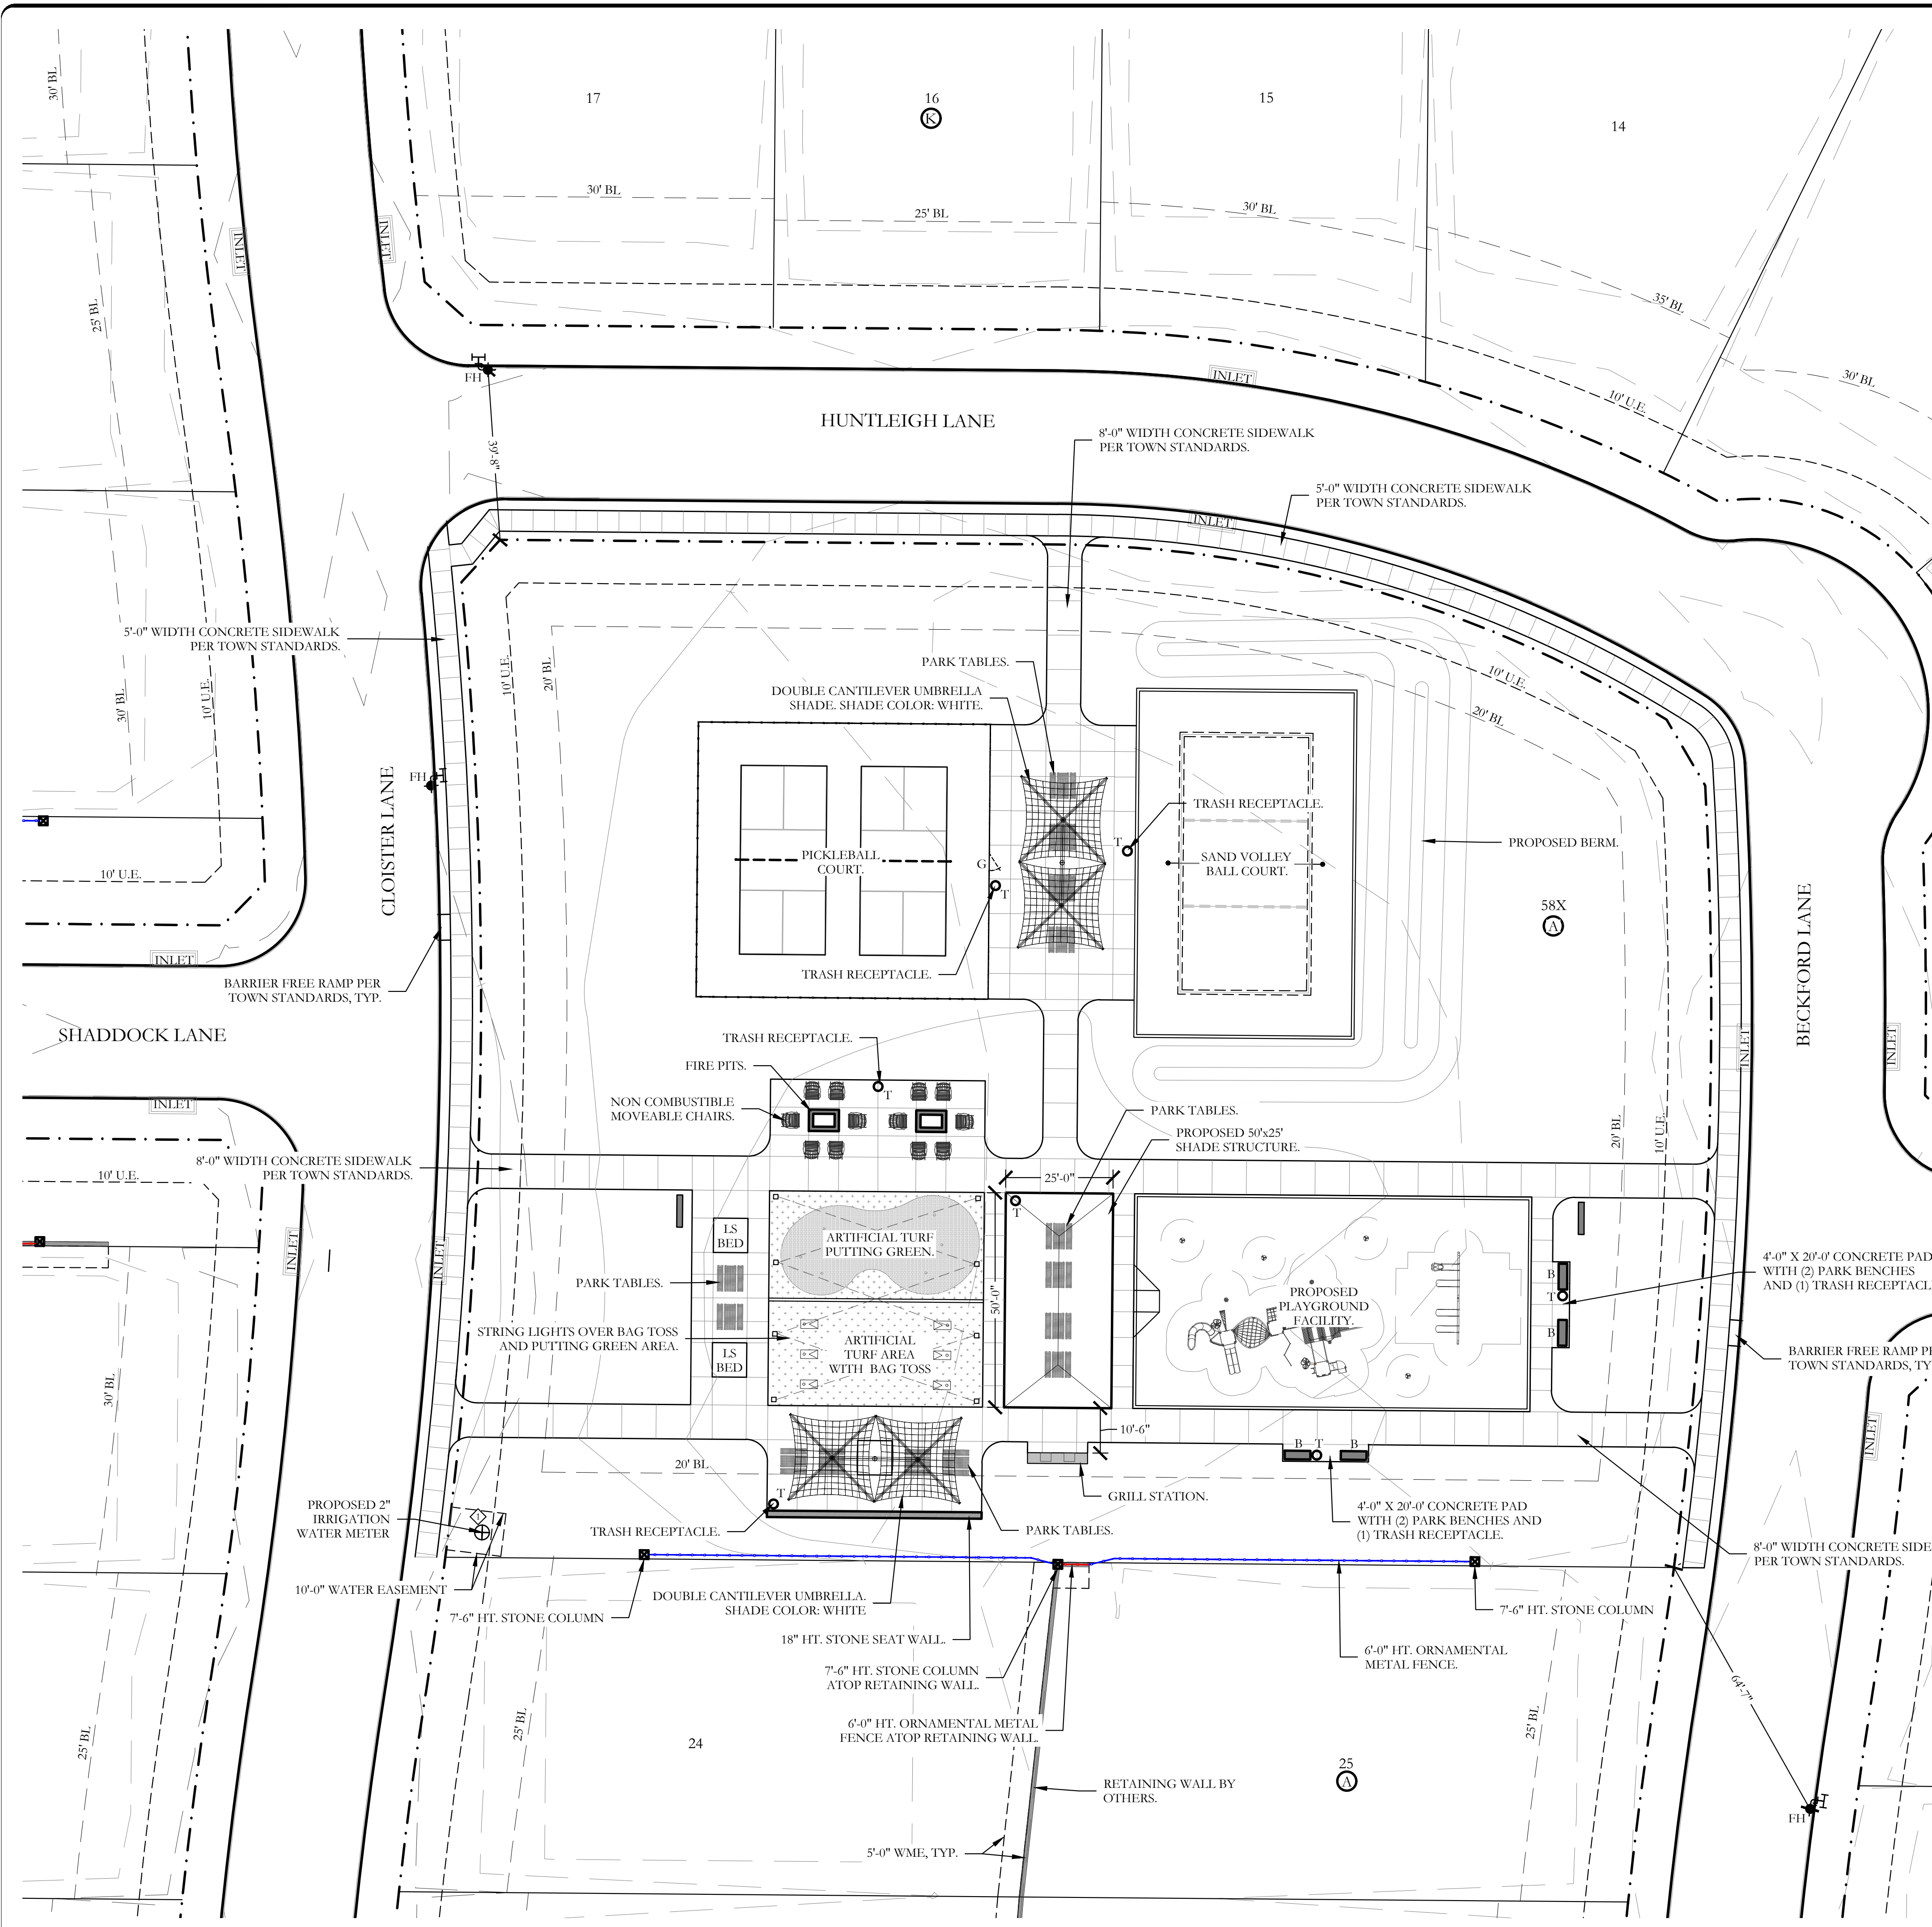 30' BL
17
16
K
15
14
30' BL
25' BL
30' BL
INLET
INLET
25' BL
35' BL
FH
INLET
30' BL
10' U.E.
HUNTLEIGH LANE
39'-8"
8'-0" WIDTH CONCRETE SIDEWALK
PER TOWN STANDARDS.
5'-0" WIDTH CONCRETE SIDEWALK
PER TOWN STANDARDS.
INLET
5'-0" WIDTH CONCRETE SIDEWALK
PER TOWN STANDARDS.
30' BL
10' U.E.
10' U.E.
20' BL
PARK TABLES.
DOUBLE CANTILEVER UMBRELLA
SHADE. SHADE COLOR: WHITE.
10' U.E.
20' BL
FH
CLOISTER LANE
TRASH RECEPTACLE.
T
PICKLEBALL
COURT.
G
T
SAND VOLLEY
BALL COURT.
PROPOSED BERM.
10' U.E.
58X
A
BECKFORD LANE
INLET
TRASH RECEPTACLE.
BARRIER FREE RAMP PER
TOWN STANDARDS, TYP.
SHADDOCK LANE
TRASH RECEPTACLE.
T
FIRE PITS.
NON COMBUSTIBLE
MOVEABLE CHAIRS.
INLET
INLET
INLET
PARK TABLES.
PROPOSED 50'x25'
SHADE STRUCTURE.
20' BL
10' U.E.
10' U.E.
8'-0" WIDTH CONCRETE SIDEWALK
PER TOWN STANDARDS.
25'-0"
T
LS
BED
ARTIFICIAL TURF
PUTTING GREEN.
INLET
INLET
PARK TABLES.
50'-0"
PROPOSED
PLAYGROUND
FACILITY.
B
T
B
4'-0" X 20'-0' CONCRETE PAD
WITH (2) PARK BENCHES
AND (1) TRASH RECEPTACL
STRING LIGHTS OVER BAG TOSS
AND PUTTING GREEN AREA.
ARTIFICIAL
TURF AREA
WITH BAG TOSS
LS
BED
BARRIER FREE RAMP P
TOWN STANDARDS, TY
30' BL
10'-6"
INLET
20' BL
B T B
GRILL STATION.
PROPOSED 2"
IRRIGATION
WATER METER
1
T
TRASH RECEPTACLE.
PARK TABLES.
4'-0" X 20'-0' CONCRETE PAD
WITH (2) PARK BENCHES AND
(1) TRASH RECEPTACLE.
8'-0" WIDTH CONCRETE SIDE
PER TOWN STANDARDS.
10'-0" WATER EASEMENT
7'-6" HT. STONE COLUMN
DOUBLE CANTILEVER UMBRELLA.
SHADE COLOR: WHITE
7'-6" HT. STONE COLUMN
18" HT. STONE SEAT WALL.
6'-0" HT. ORNAMENTAL
METAL FENCE.
7'-6" HT. STONE COLUMN
ATOP RETAINING WALL.
64'-7"
25' BL
25' BL
25' BL
6'-0" HT. ORNAMENTAL METAL
FENCE ATOP RETAINING WALL.
24
25
A
RETAINING WALL BY
OTHERS.
FH
5'-0" WME, TYP.